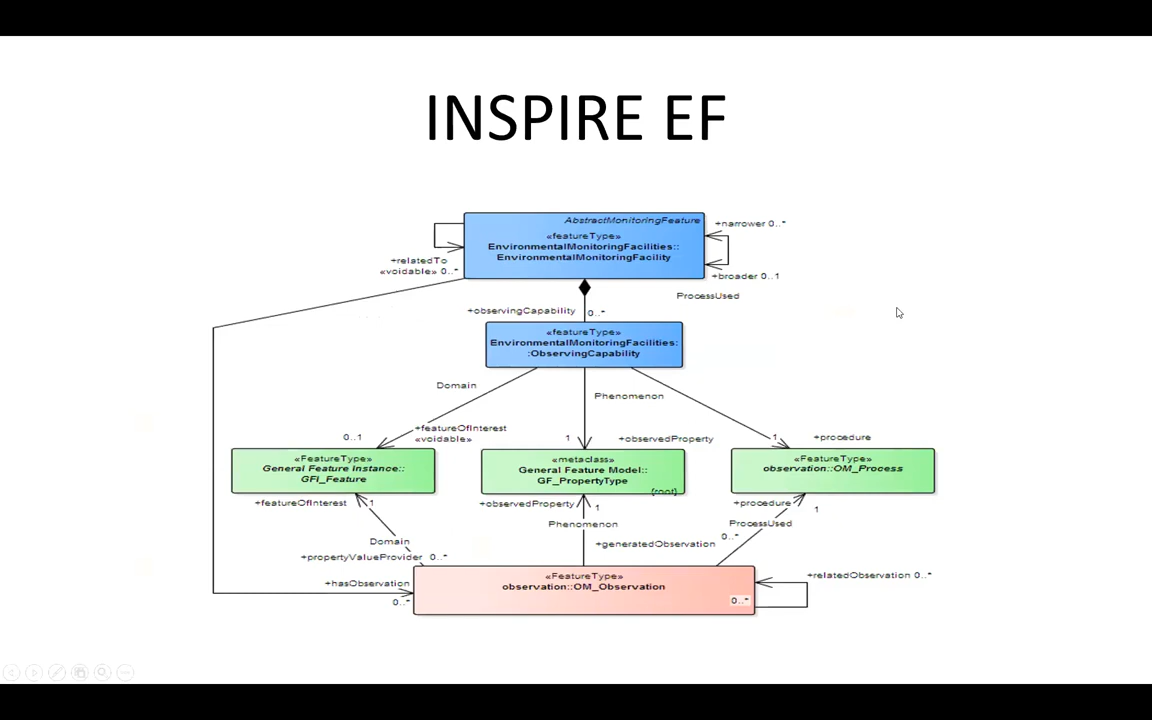 INSPIRE EF
AbstractMonitoringFeature
«featureType»
EnvironmentalMonitoringFacilities::
EnvironmentalMonitoringFacility
+narrower 0..*
+relatedTo
«voidable» 0..*
+broader 0..1
ProcessUsed
+observingCapability
0..*
«featureType»
EnvironmentalMonitoringFacilities:
:ObservingCapability
Domain
Phenomenon
+featureOfInterest
«voidable»
0..1
1
+observedProperty
1
+procedure
«FeatureType»
General Feature Instance::
GFI_Feature
«metaclass»
General Feature Model::
GF_PropertyType
{root}
«FeatureType»
observation::OM_Process
+featureOfInterest
1
+observedProperty
1
+procedure
1
Phenomenon
ProcessUsed
Domain
+generatedObservation
0..*
+propertyValueProvider 0..*
+hasObservation
0..*
«FeatureType»
observation::OM_Observation
0..*
+relatedObservation 0..*